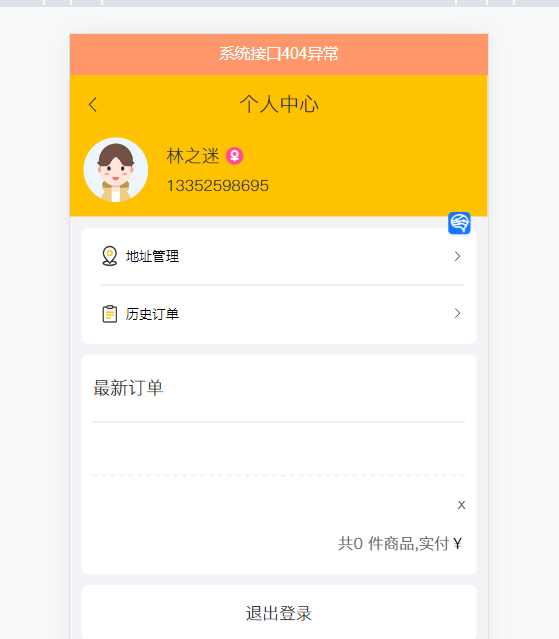 系统接口404异常
个人中心
林之迷
13352598695
地址管理
历史订单
最新订单
x
共0 件商品,实付 ¥
退出登录